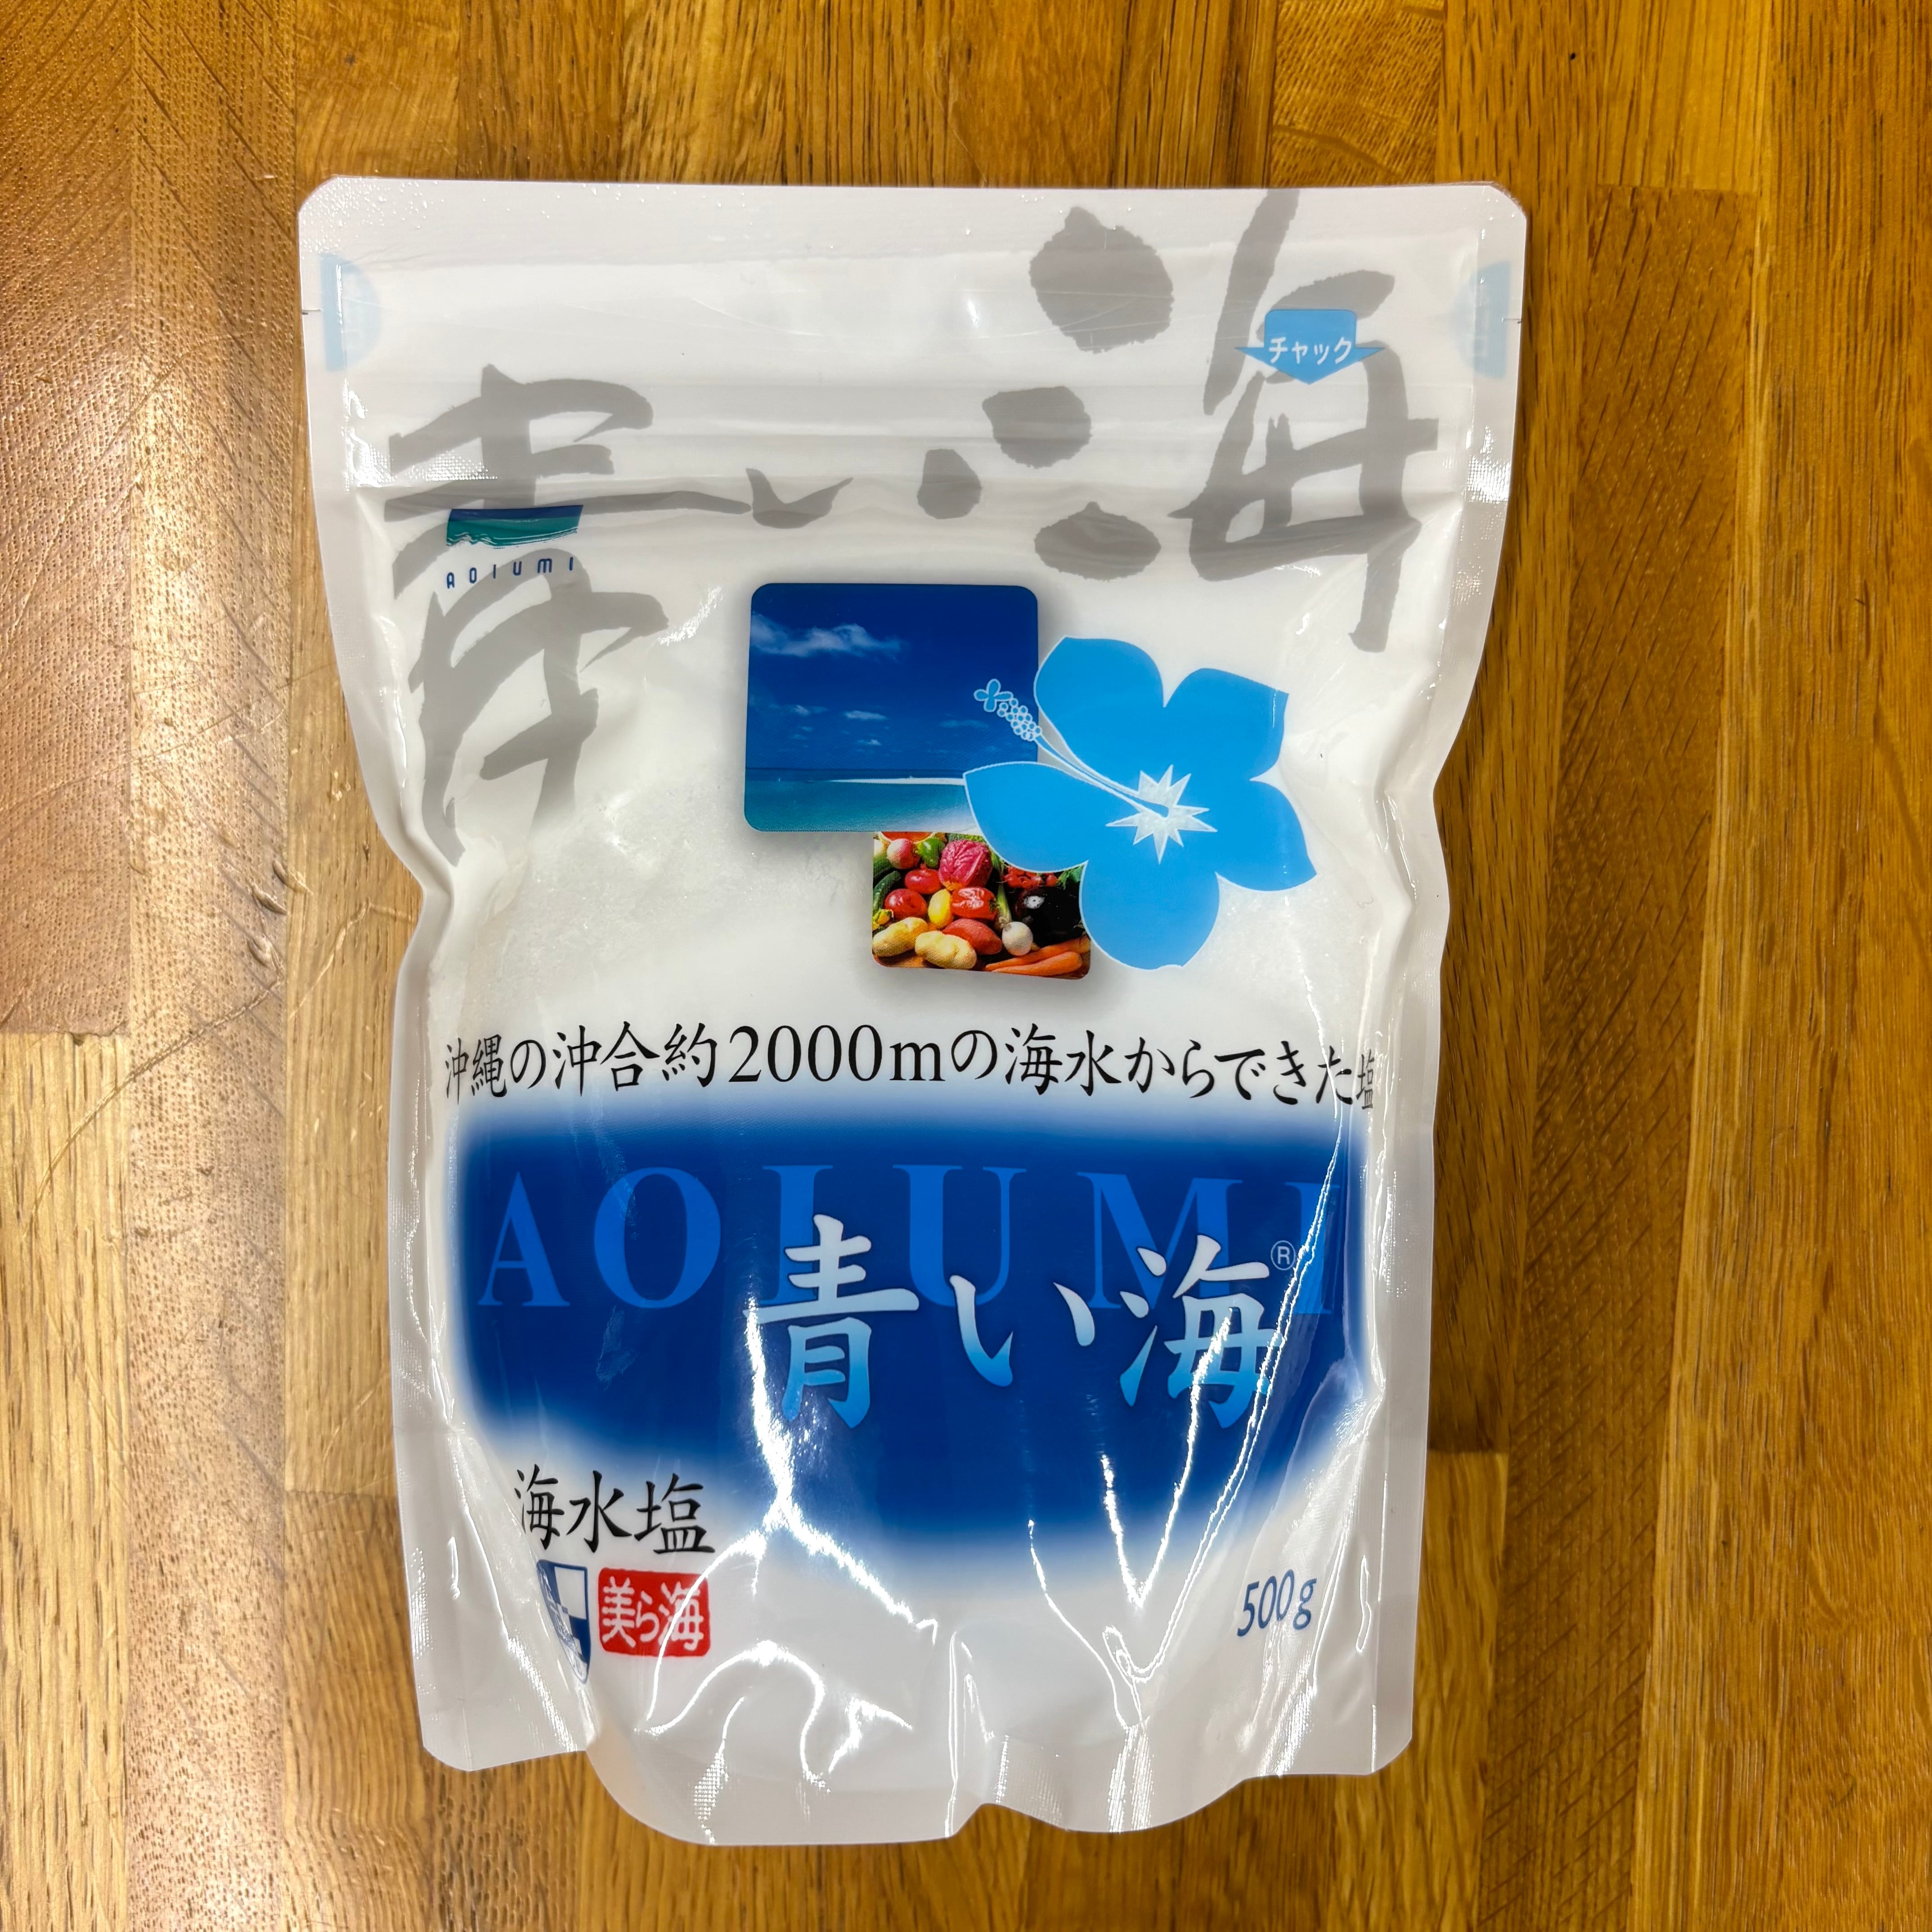 青い海
チャック
AOIUMI
沖縄の沖合約2000mの海水からできた塩
AOIUMI
青い海®
海水塩
美ら海
500g